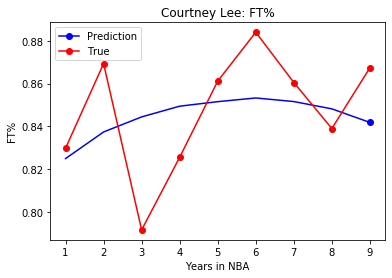 Courtney Lee: FT%
Prediction
True
0.88
0.86
0.84
0.82
0.80
FT%
1 2 3 4 5 6 7 8 9
Years in NBA